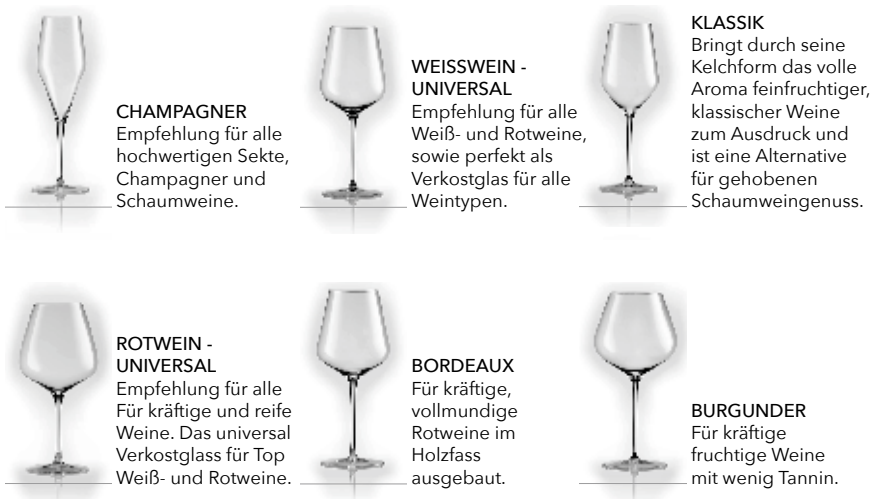 CHAMPAGNER
Empfehlung für alle
hochwertigen Sekte,
Champagner und
Schaumweine.
WEISSWEIN -
UNIVERSAL
Empfehlung für alle
Weiß- und Rotweine,
sowie perfekt als
Verkostglas für alle
Weintypen.
KLASSIK
Bringt durch seine
Kelchform das volle
Aroma feinfruchtiger,
klassischer Weine
zum Ausdruck und
ist eine Alternative
für gehobenen
Schaumweingenuss.
ROTWEIN -
UNIVERSAL
Empfehlung für alle
Für kräftige und reife
Weine. Das universal
Verkostglass für Top
Weiß- und Rotweine.
BORDEAUX
Für kräftige,
vollmundige
Rotweine im
Holzfass
ausgebaut.
BURGUNDER
Für kräftige
fruchtige Weine
mit wenig Tannin.